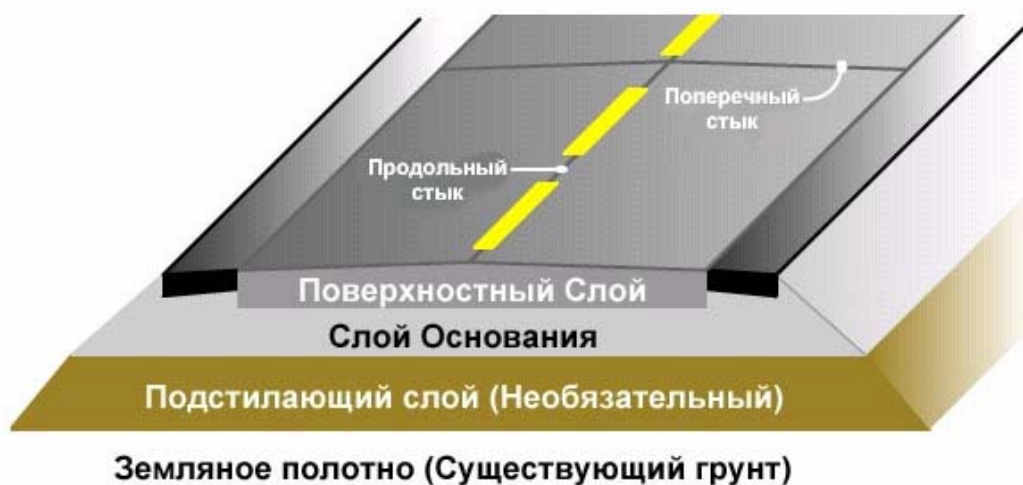 Поперечный
стык
Продольный
стык
Поверхностный Слой
Слой Основания
Подстилающий слой (Необязательный)
Земляное полотно (Существующий грунт)